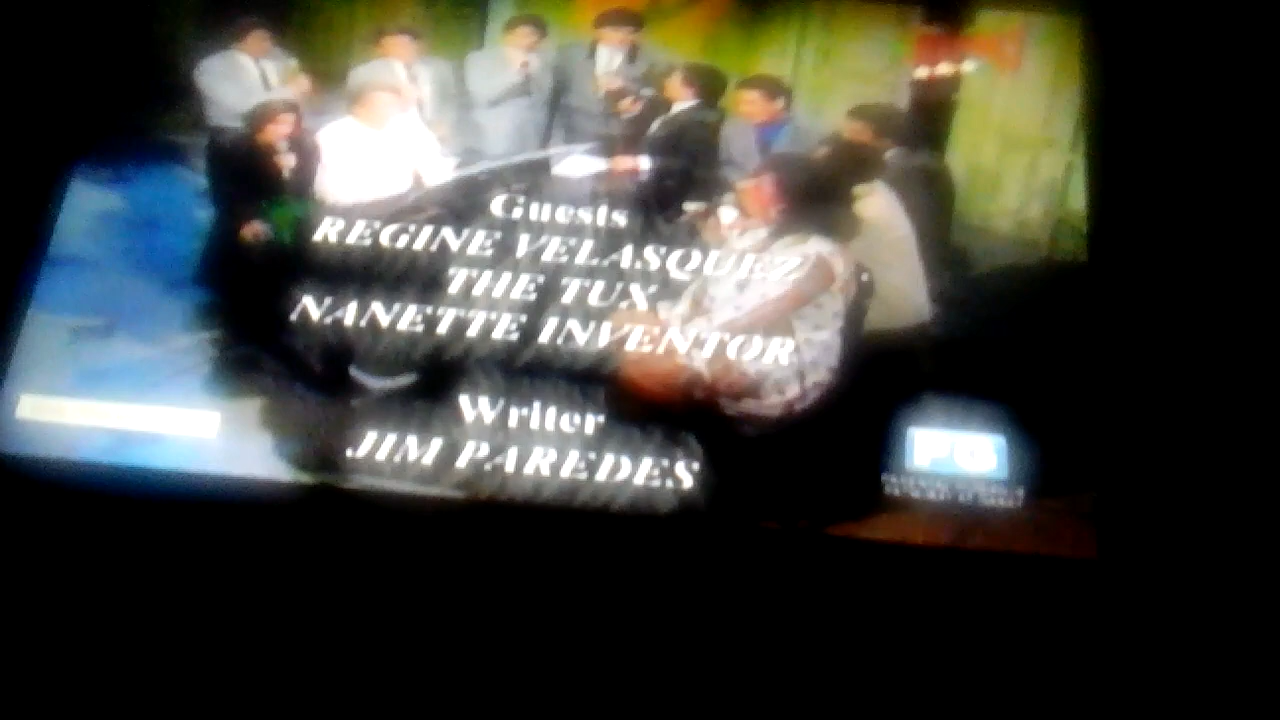 Guests
REGINE VELASQUEZ
THE TUX
NANETTE INVENTOR
Writer
JIM PAREDES
PG